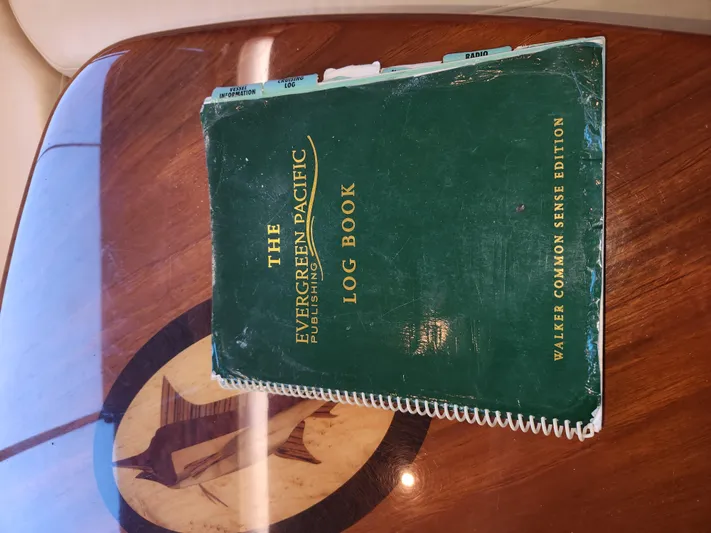 THE
EVERGREEN PACIFIC
PUBLISHING
LOG BOOK
WALKER COMMON SENSE EDITION
VESSEL
INFORMATION
CRUISING
LOG
RADIO